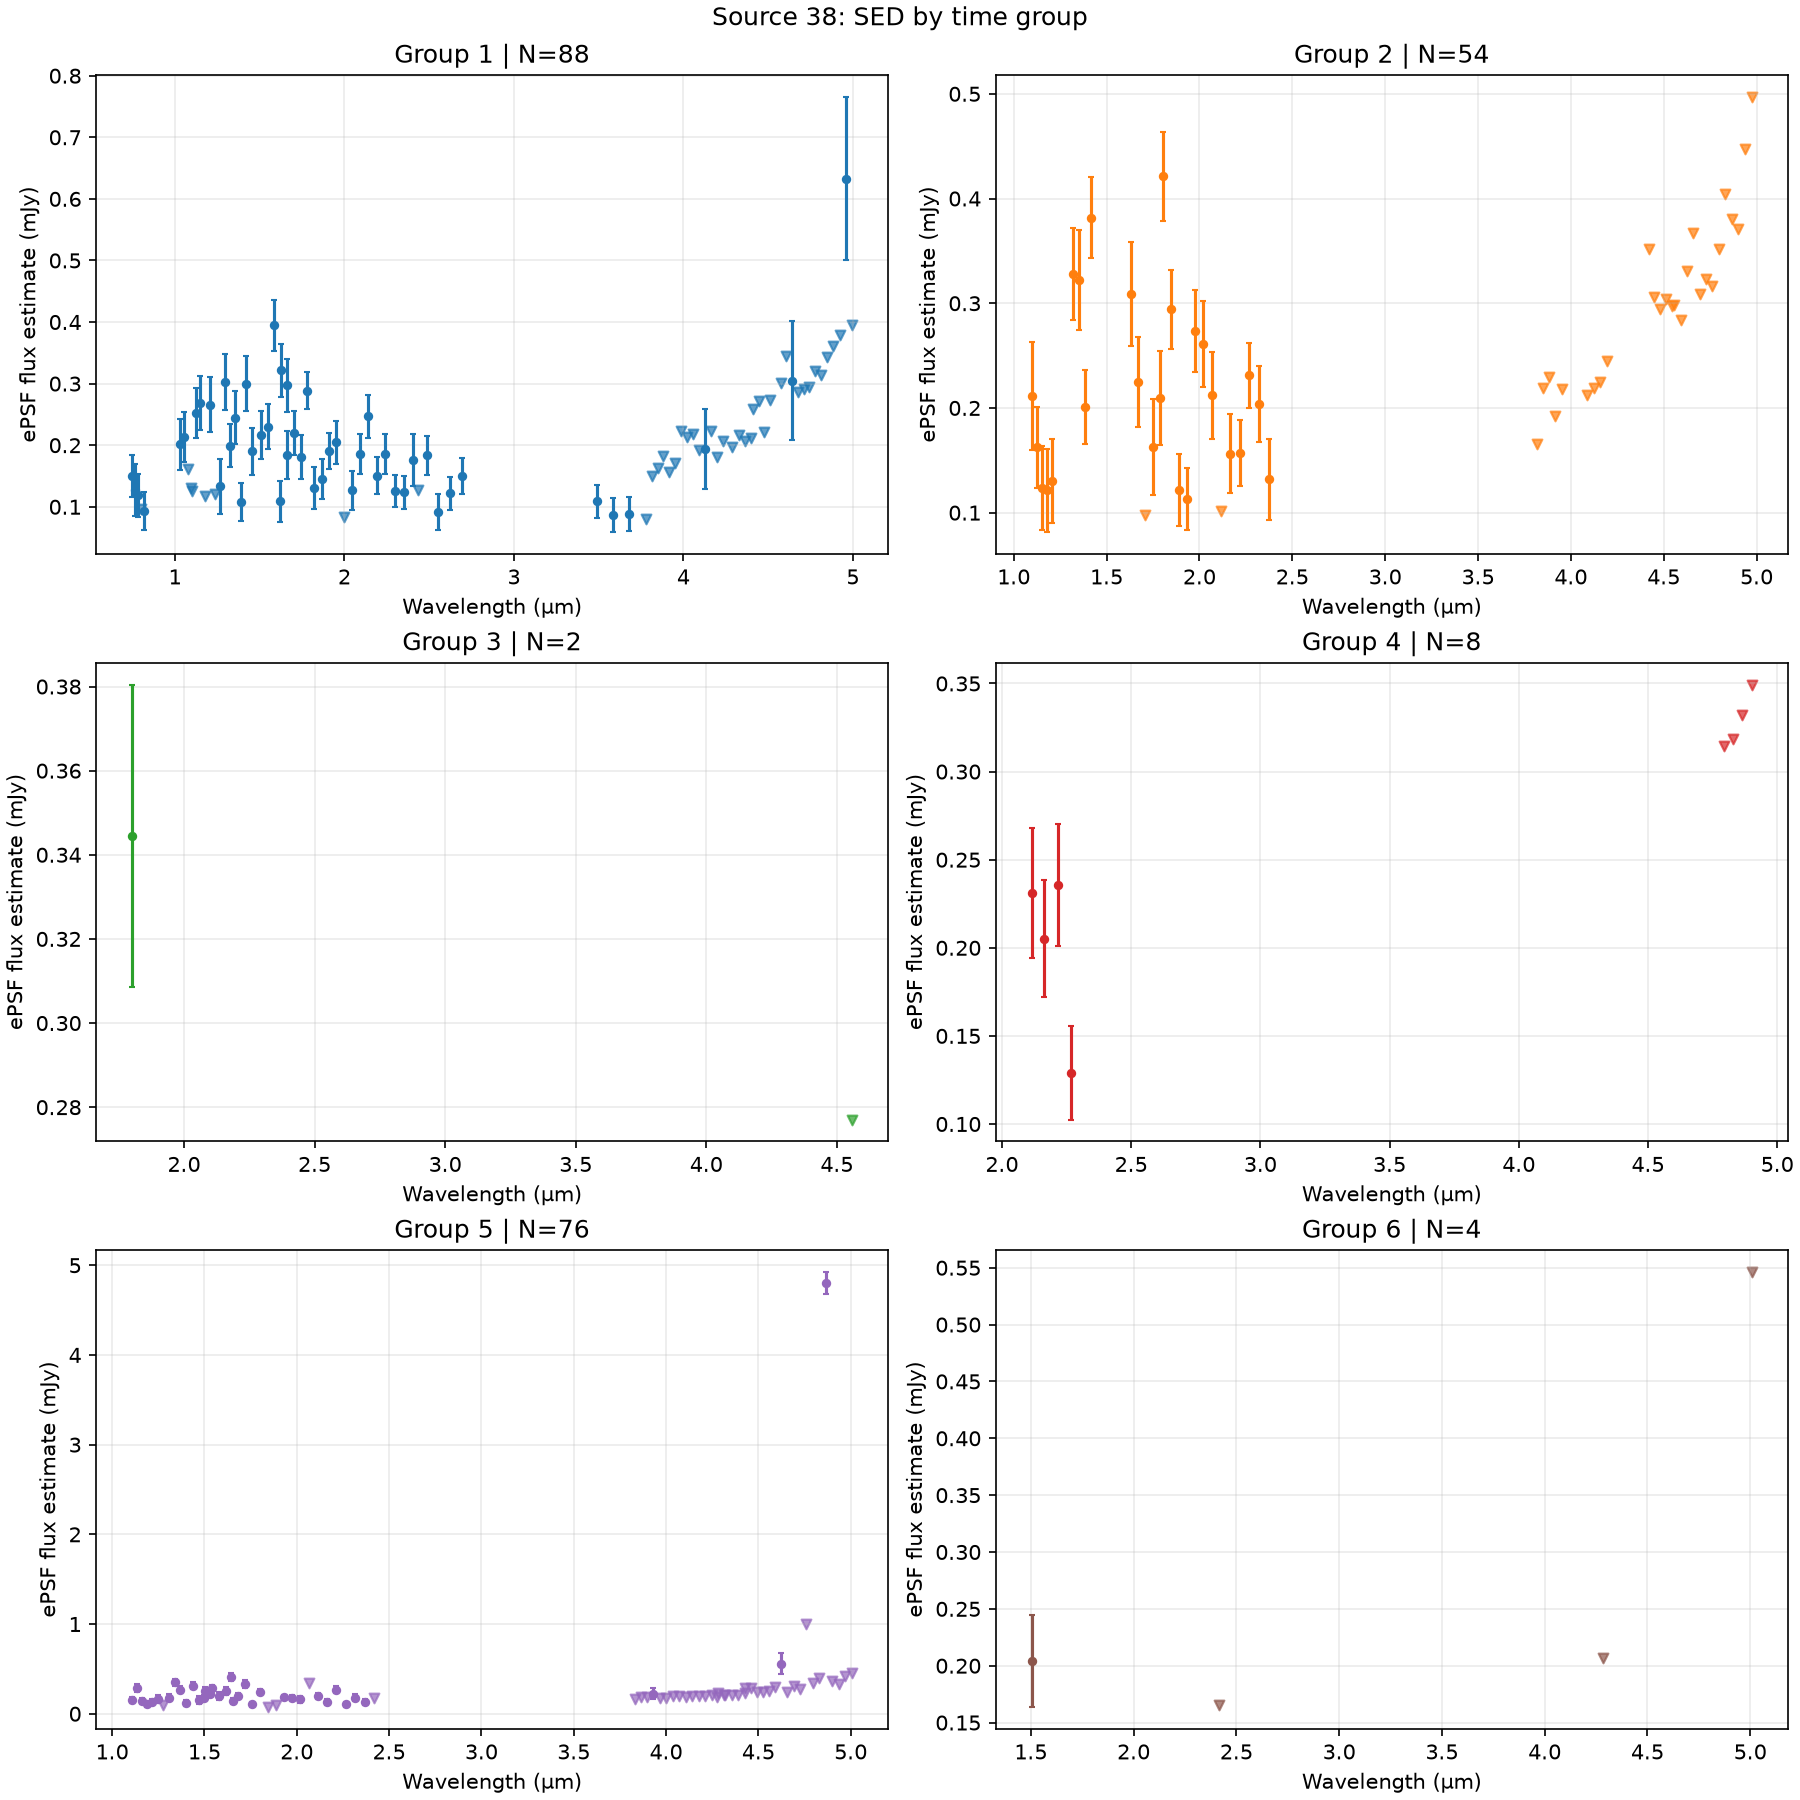 Source 38: SED by time group
Group 1 | N=88
0.8
0.7
0.6
0.5
0.4
0.3
0.2
0.1
ePSF flux estimate (mJy)
1 2 3 4 5
Wavelength (μm)
Group 2 | N=54
0.5
0.4
0.3
0.2
0.1
ePSF flux estimate (mJy)
1.0 1.5 2.0 2.5 3.0 3.5 4.0 4.5 5.0
Wavelength (μm)
Group 3 | N=2
0.38
0.36
0.34
0.32
0.30
0.28
ePSF flux estimate (mJy)
2.0 2.5 3.0 3.5 4.0 4.5
Wavelength (μm)
Group 4 | N=8
0.35
0.30
0.25
0.20
0.15
0.10
ePSF flux estimate (mJy)
2.0 2.5 3.0 3.5 4.0 4.5 5.0
Wavelength (μm)
Group 5 | N=76
5
4
3
2
1
0
ePSF flux estimate (mJy)
1.0 1.5 2.0 2.5 3.0 3.5 4.0 4.5 5.0
Wavelength (μm)
Group 6 | N=4
0.55
0.50
0.45
0.40
0.35
0.30
0.25
0.20
0.15
ePSF flux estimate (mJy)
1.5 2.0 2.5 3.0 3.5 4.0 4.5 5.0
Wavelength (μm)